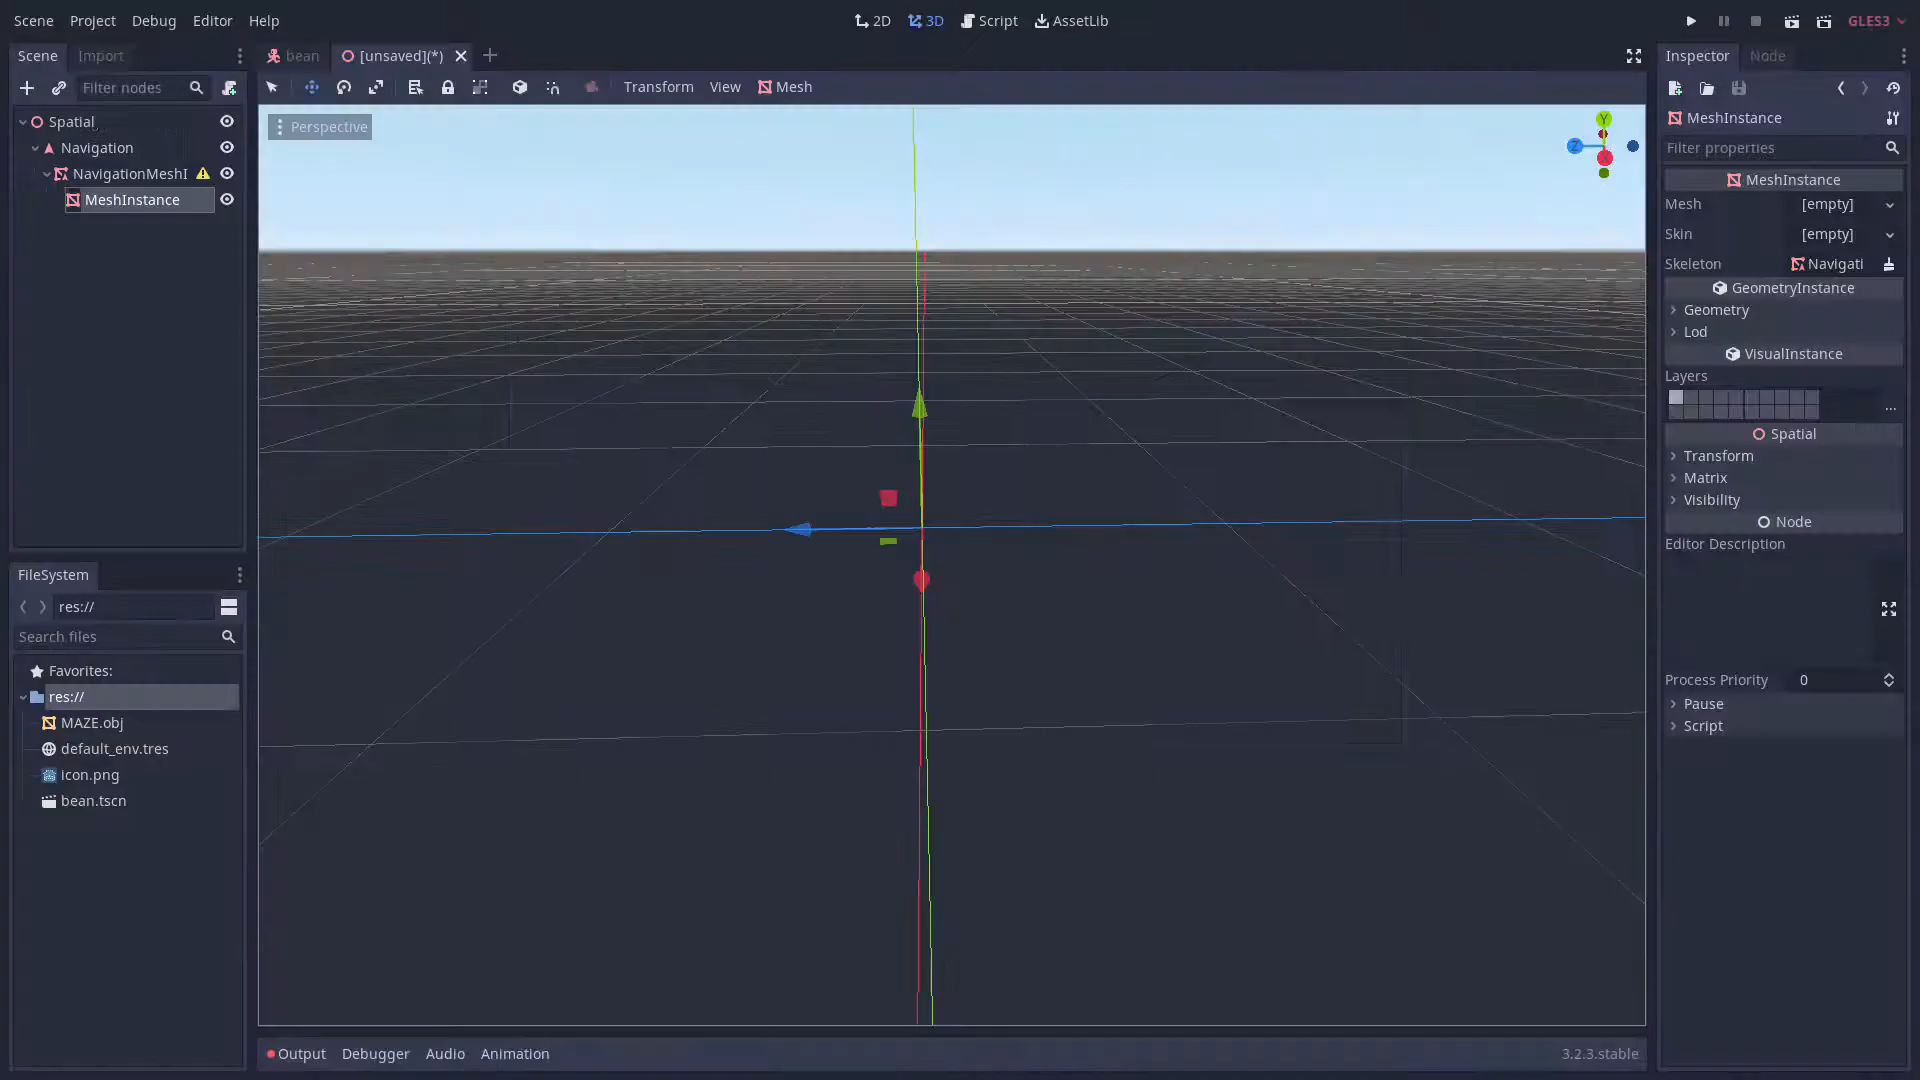 Scene Project Debug Editor Help
2D 3D Script AssetLib
GLES3
Scene Import
Filter nodes
Spatial
Navigation
NavigationMeshI
MeshInstance
FileSystem
res://
Search files
Favorites:
res://
MAZE.obj
default_env.tres
icon.png
bean.tscn
bean [unsaved](*)
Transform View Mesh
Perspective
Y
Z
X
Output Debugger Audio Animation
3.2.3.stable
Inspector Node
MeshInstance
Filter properties
MeshInstance
Mesh [empty]
Skin [empty]
Skeleton Navigati
GeometryInstance
Geometry
Lod
VisualInstance
Layers
...
Spatial
Transform
Matrix
Visibility
Node
Editor Description
Process Priority 0
Pause
Script